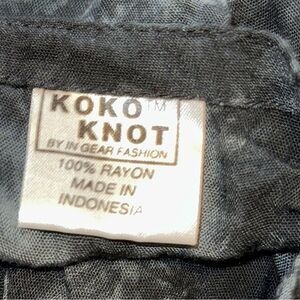 KOKO™
KNOT
BY IN GEAR FASHION
100% RAYON
MADE IN
INDONESIA